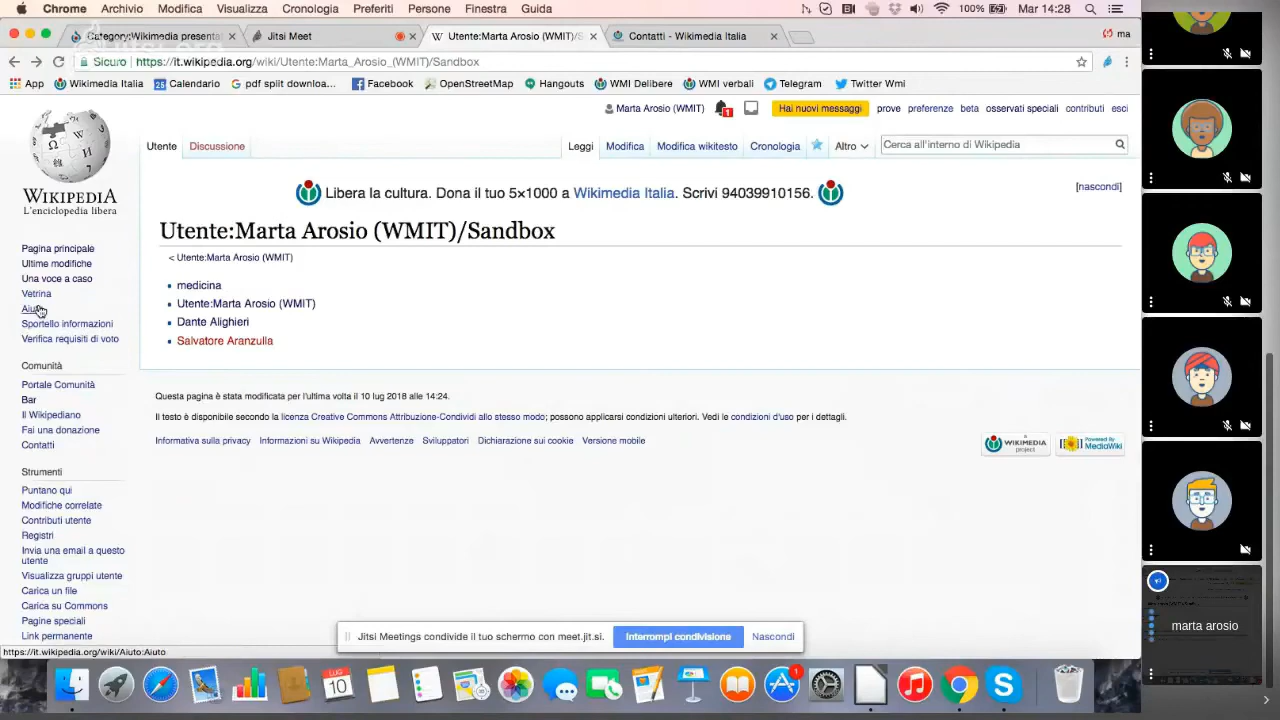 Chrome Archivio Modifica Visualizza Cronologia Preferiti Persone Finestra Guida 100% Mar 14:28
Category:Wikipedia presenta Jitsi Meet Utente:Marta Arosio (WMIT)/S Contatti - Wikimedia Italia ma
jitsi.org
Sicuro https://it.wikipedia.org/wiki/Utente:Marta_Arosio_(WMIT)/Sandbox
App Wikimedia Italia Calendario pdf split downloa... Facebook OpenStreetMap Hangouts WMI Delibere WMI verbali Telegram Twitter Wmi
Marta Arosio (WMIT) 1 Hai nuovi messaggi prove preferenze beta osservati speciali contributi esci
Utente Discussione Leggi Modifica Modifica wikitesto Cronologia Altro Cerca all'interno di Wikipedia
WIKIPEDIA
L'enciclopedia libera
Libera la cultura. Dona il tuo 5×1000 a Wikimedia Italia. Scrivi 94039910156. [nascondi]
Utente:Marta Arosio (WMIT)/Sandbox
< Utente:Marta Arosio (WMIT)
medicina
Utente:Marta Arosio (WMIT)
Dante Alighieri
Salvatore Aranzulla
Questa pagina è stata modificata per l'ultima volta il 10 lug 2018 alle 14:24.
Il testo è disponibile secondo la licenza Creative Commons Attribuzione-Condividi allo stesso modo; possono applicarsi condizioni ulteriori. Vedi le condizioni d'uso per i dettagli.
Informativa sulla privacy Informazioni su Wikipedia Avvertenze Sviluppatori Dichiarazione sui cookie Versione mobile
A WIKIMEDIA project
Powered By MediaWiki
Pagina principale
Ultime modifiche
Una voce a caso
Vetrina
Sportello informazioni
Verifica requisiti di voto
Comunità
Portale Comunità
Bar
Il Wikipediano
Fai una donazione
Contatti
Strumenti
Puntano qui
Modifiche correlate
Contributi utente
Registri
Invia una email a questo
utente
Visualizza gruppi utente
Carica un file
Carica su Commons
Pagine speciali
Link permanente
https://it.wikipedia.org/wiki/Aiuto:Aiuto
Jitsi Meetings condivide il tuo schermo con meet.jit.si. Interrompi condivisione Nascondi
marta arosio
10
1